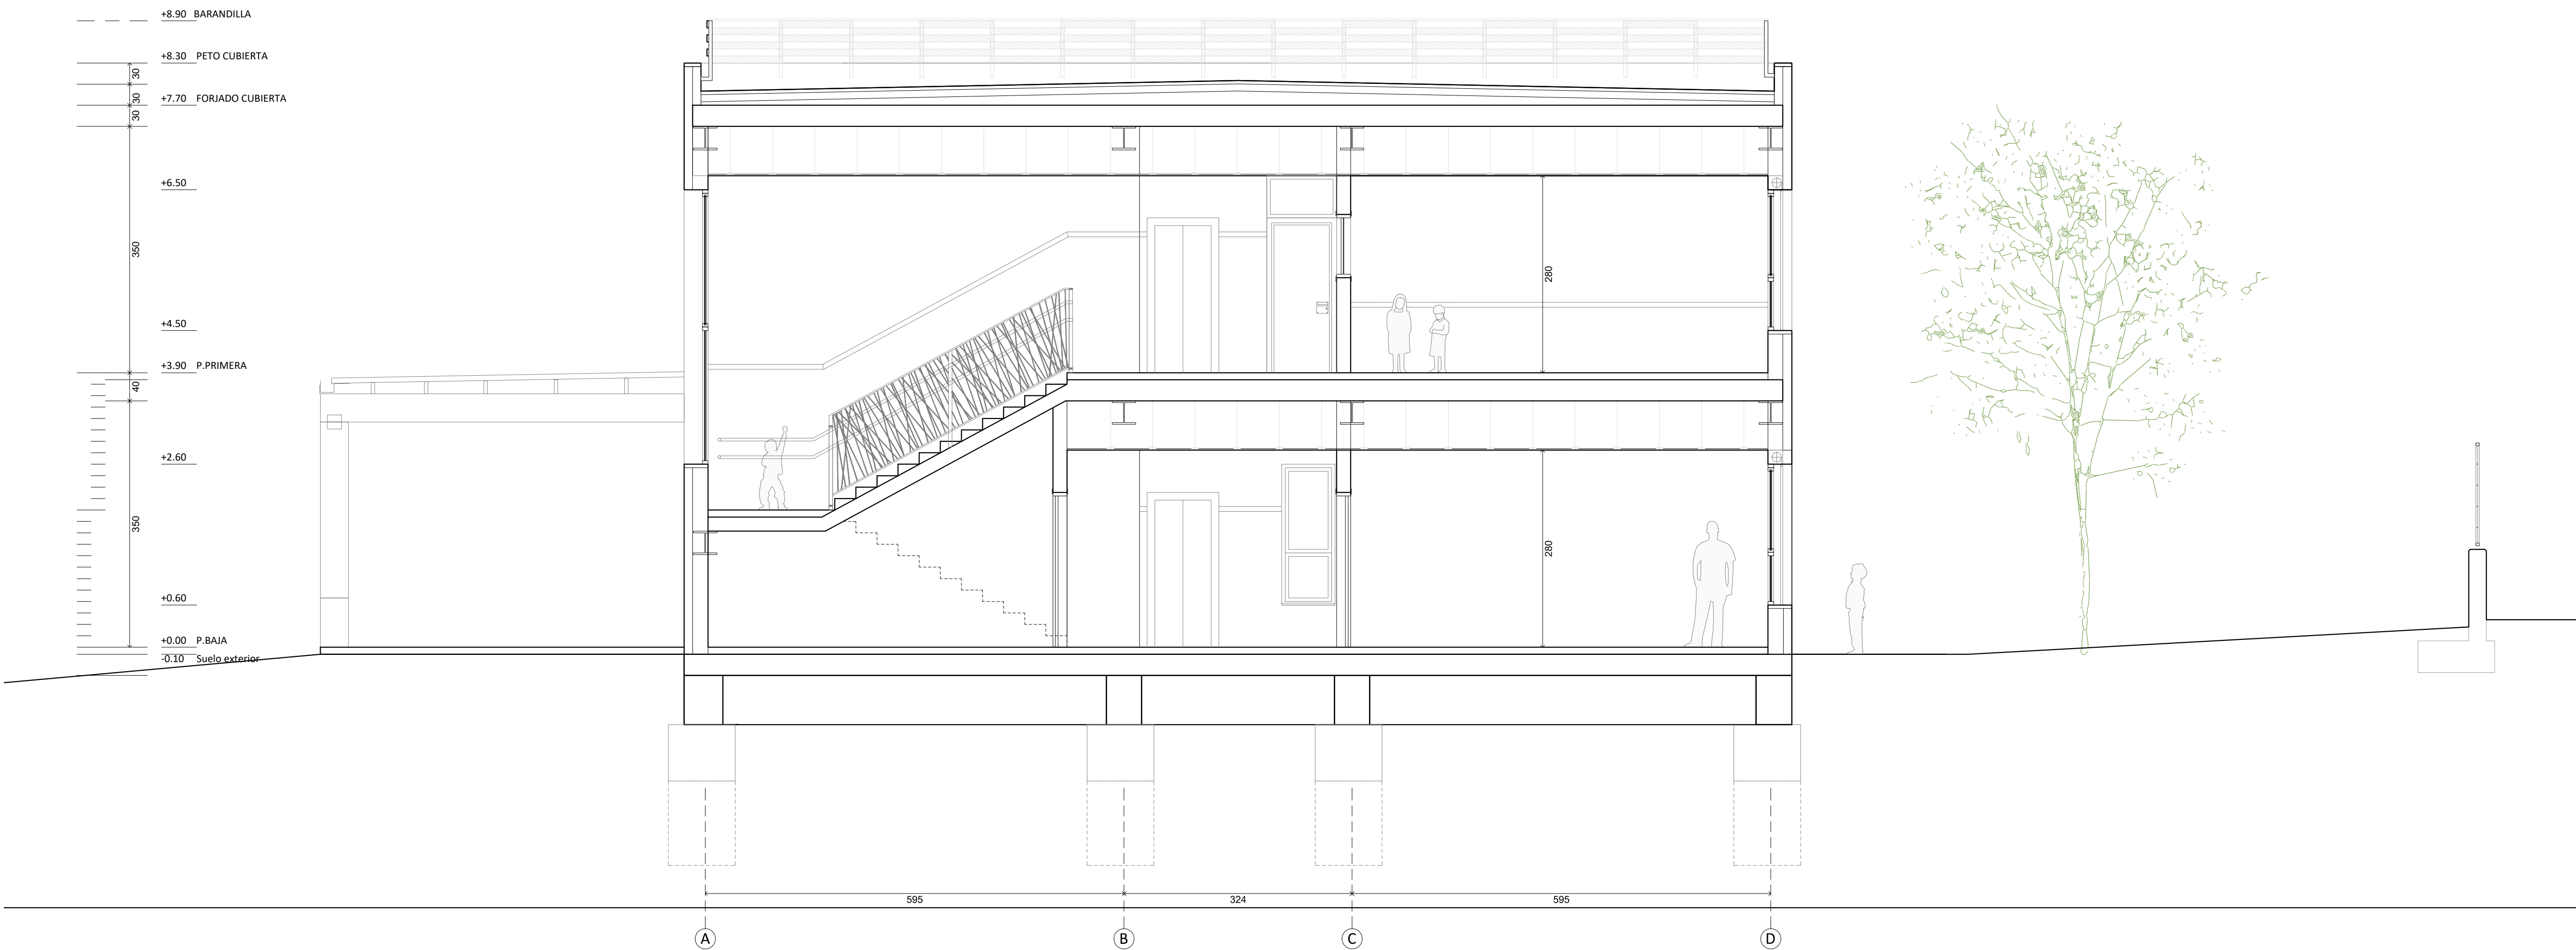 +8.90 BARANDILLA
+8.30 PETO CUBIERTA
30
+7.70 FORJADO CUBIERTA
30
30
+6.50
350
280
+4.50
+3.90 P.PRIMERA
40
+2.60
350
280
+0.60
+0.00 P.BAJA
-0.10 Suelo exterior
595
324
595
A
B
C
D